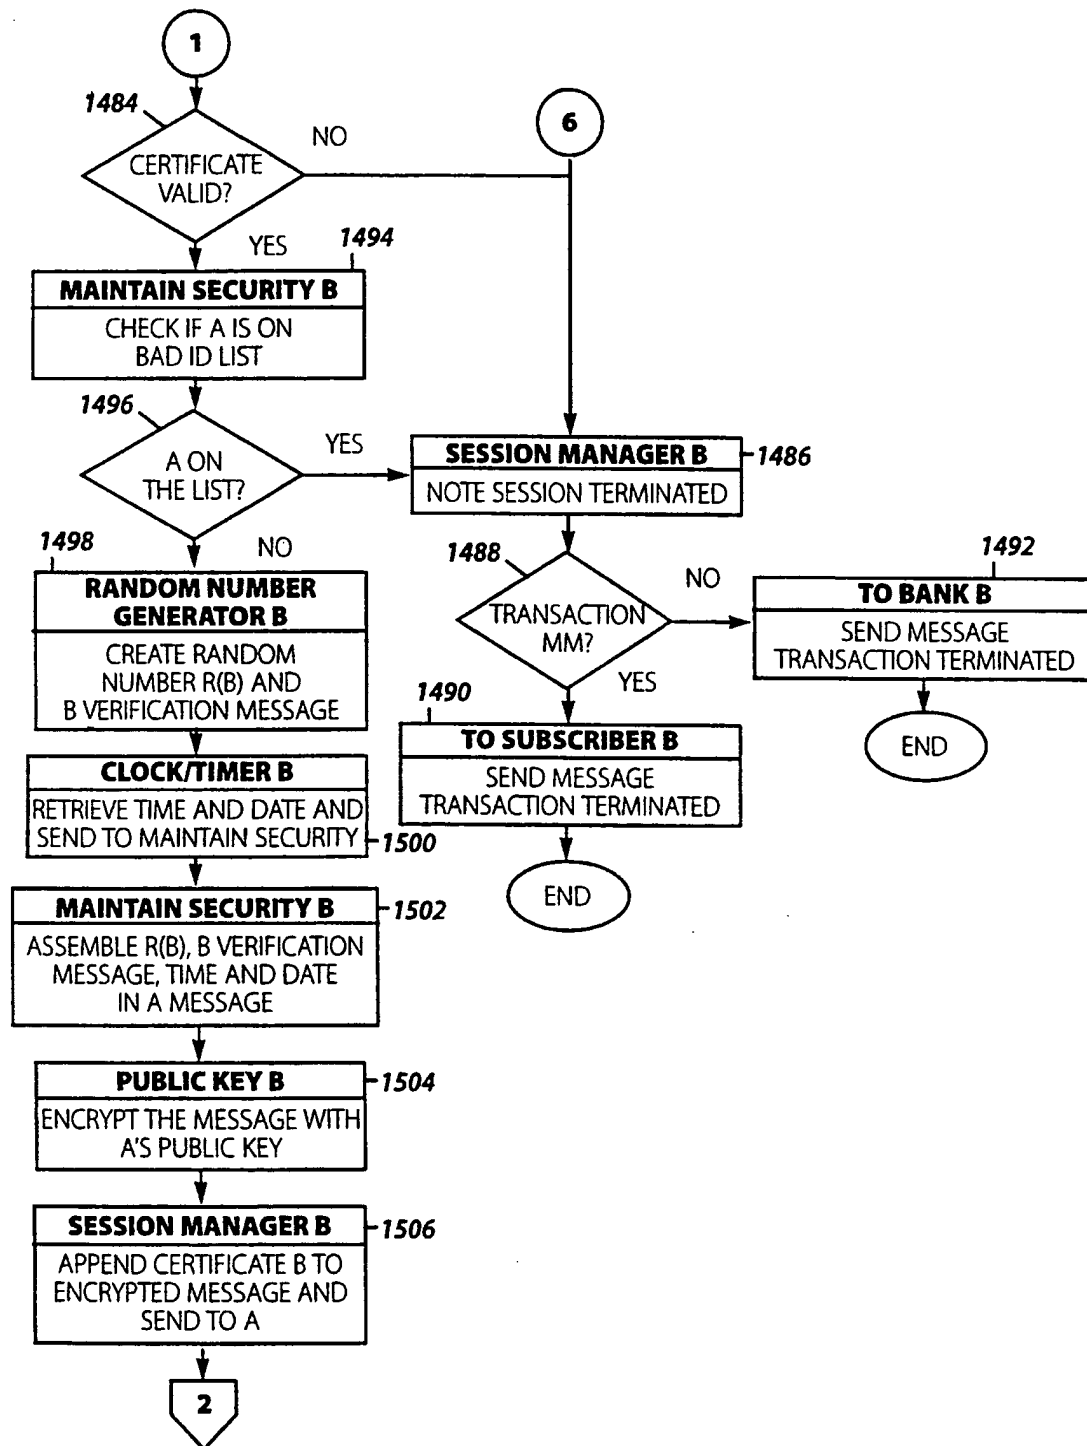 1
1484
NO
6
CERTIFICATE
VALID?
YES
1494
MAINTAIN SECURITY B
CHECK IF A IS ON
BAD ID LIST
1496
A ON
THE LIST?
YES
SESSION MANAGER B
1486
NOTE SESSION TERMINATED
NO
1498
RANDOM NUMBER
GENERATOR B
CREATE RANDOM
NUMBER R(B) AND
B VERIFICATION MESSAGE
1488
TRANSACTION
MM?
NO
1492
TO BANK B
SEND MESSAGE
TRANSACTION TERMINATED
END
YES
1490
TO SUBSCRIBER B
SEND MESSAGE
TRANSACTION TERMINATED
END
CLOCK/TIMER B
RETRIEVE TIME AND DATE AND
SEND TO MAINTAIN SECURITY
1500
MAINTAIN SECURITY B
1502
ASSEMBLE R(B), B VERIFICATION
MESSAGE, TIME AND DATE
IN A MESSAGE
PUBLIC KEY B
1504
ENCRYPT THE MESSAGE WITH
A'S PUBLIC KEY
SESSION MANAGER B
1506
APPEND CERTIFICATE B TO
ENCRYPTED MESSAGE AND
SEND TO A
2